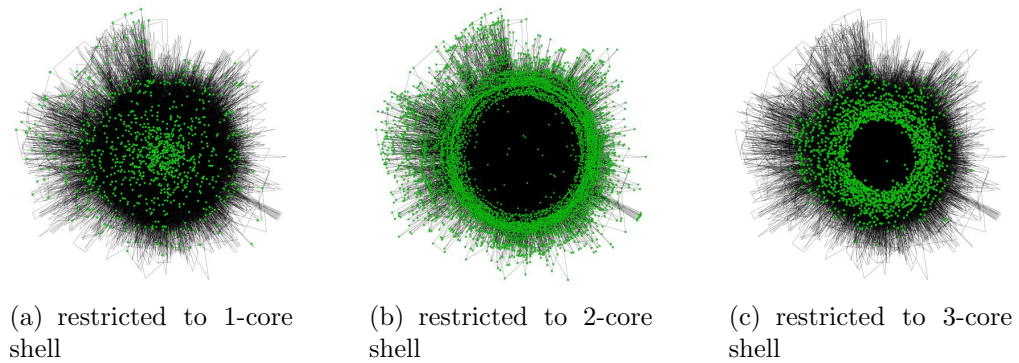 (a) restricted to 1-core
shell
(b) restricted to 2-core
shell
(c) restricted to 3-core
shell